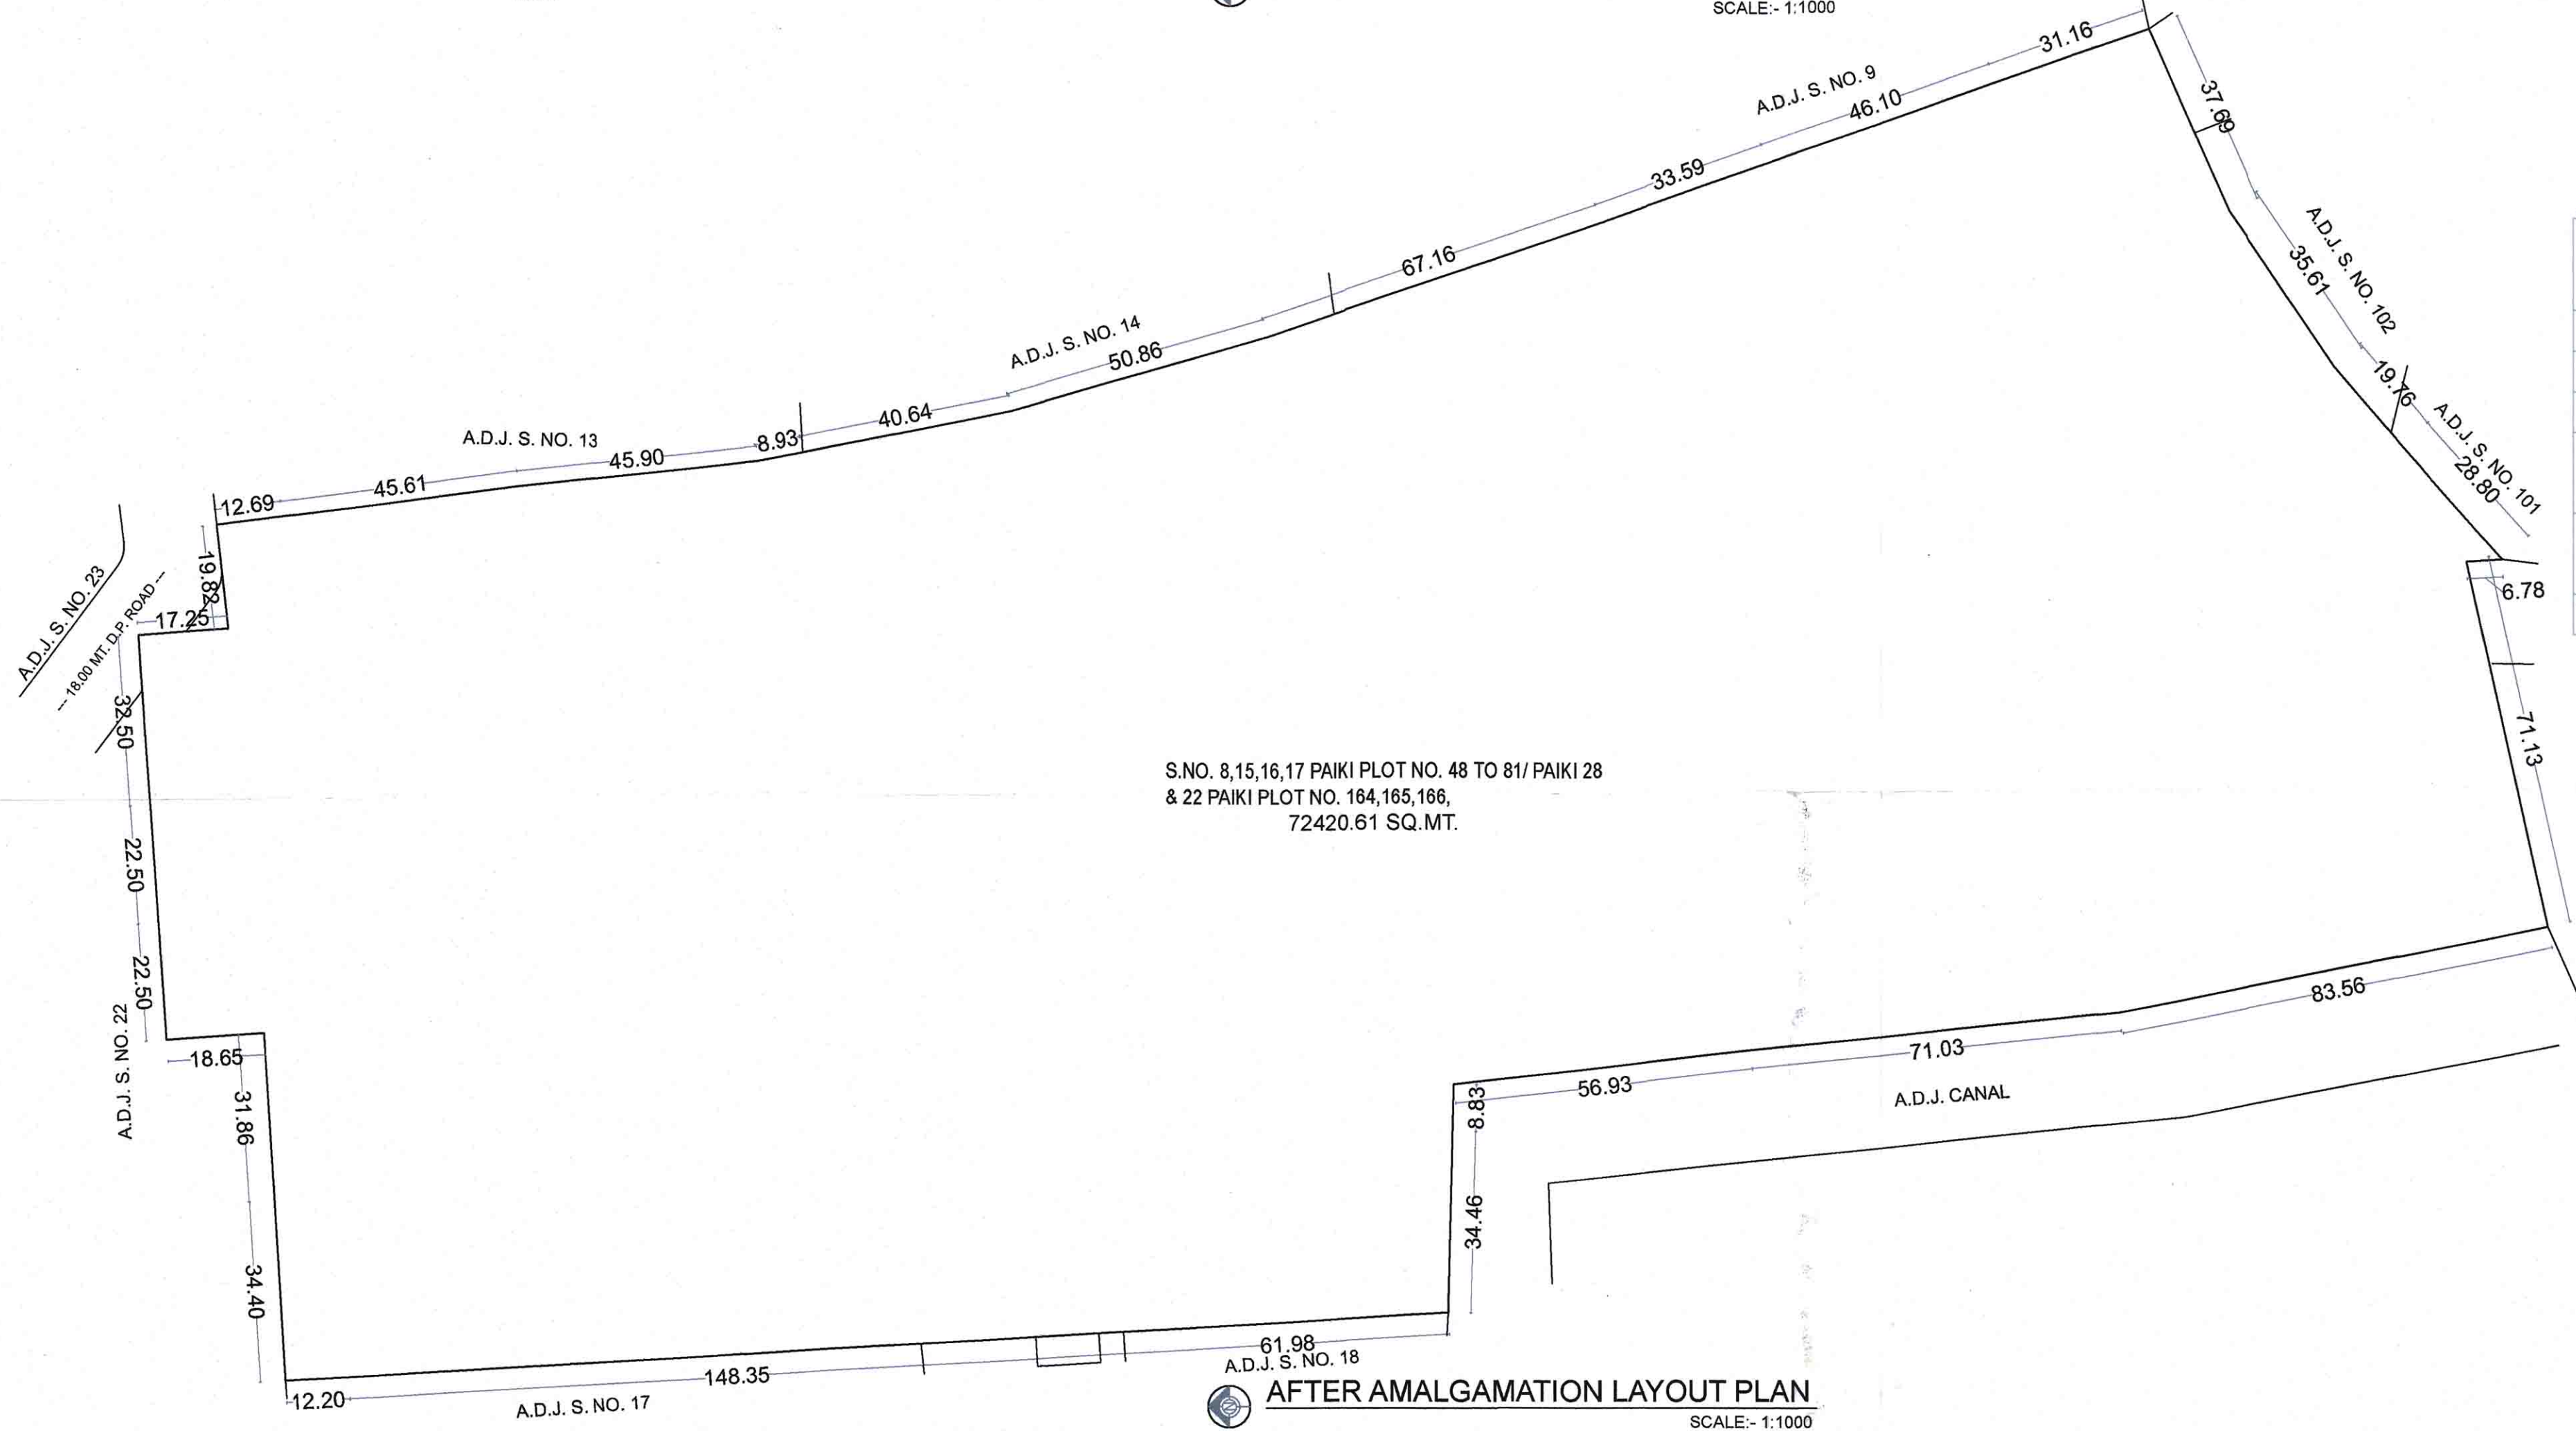 SCALE:- 1:1000
31.16
A.D.J. S. NO. 9
46.10
37.69
33.59
A.D.J. S. NO. 102
35.61
67.16
A.D.J. S. NO. 14
50.86
19.76
A.D.J. S. NO. 101
28.80
40.64
8.93
A.D.J. S. NO. 13
45.90
45.61
12.69
19.82
A.D.J. S. NO. 23
--- 18.00 MT. D.P. ROAD ---
17.25
6.78
32.50
71.13
S.NO. 8,15,16,17 PAIKI PLOT NO. 48 TO 81/ PAIKI 28
& 22 PAIKI PLOT NO. 164,165,166,
72420.61 SQ.MT.
22.50
22.50
A.D.J. S. NO. 22
18.65
83.56
71.03
56.93
A.D.J. CANAL
8.83
31.86
34.46
34.40
61.98
A.D.J. S. NO. 18
148.35
12.20
A.D.J. S. NO. 17
N
AFTER AMALGAMATION LAYOUT PLAN
SCALE:- 1:1000